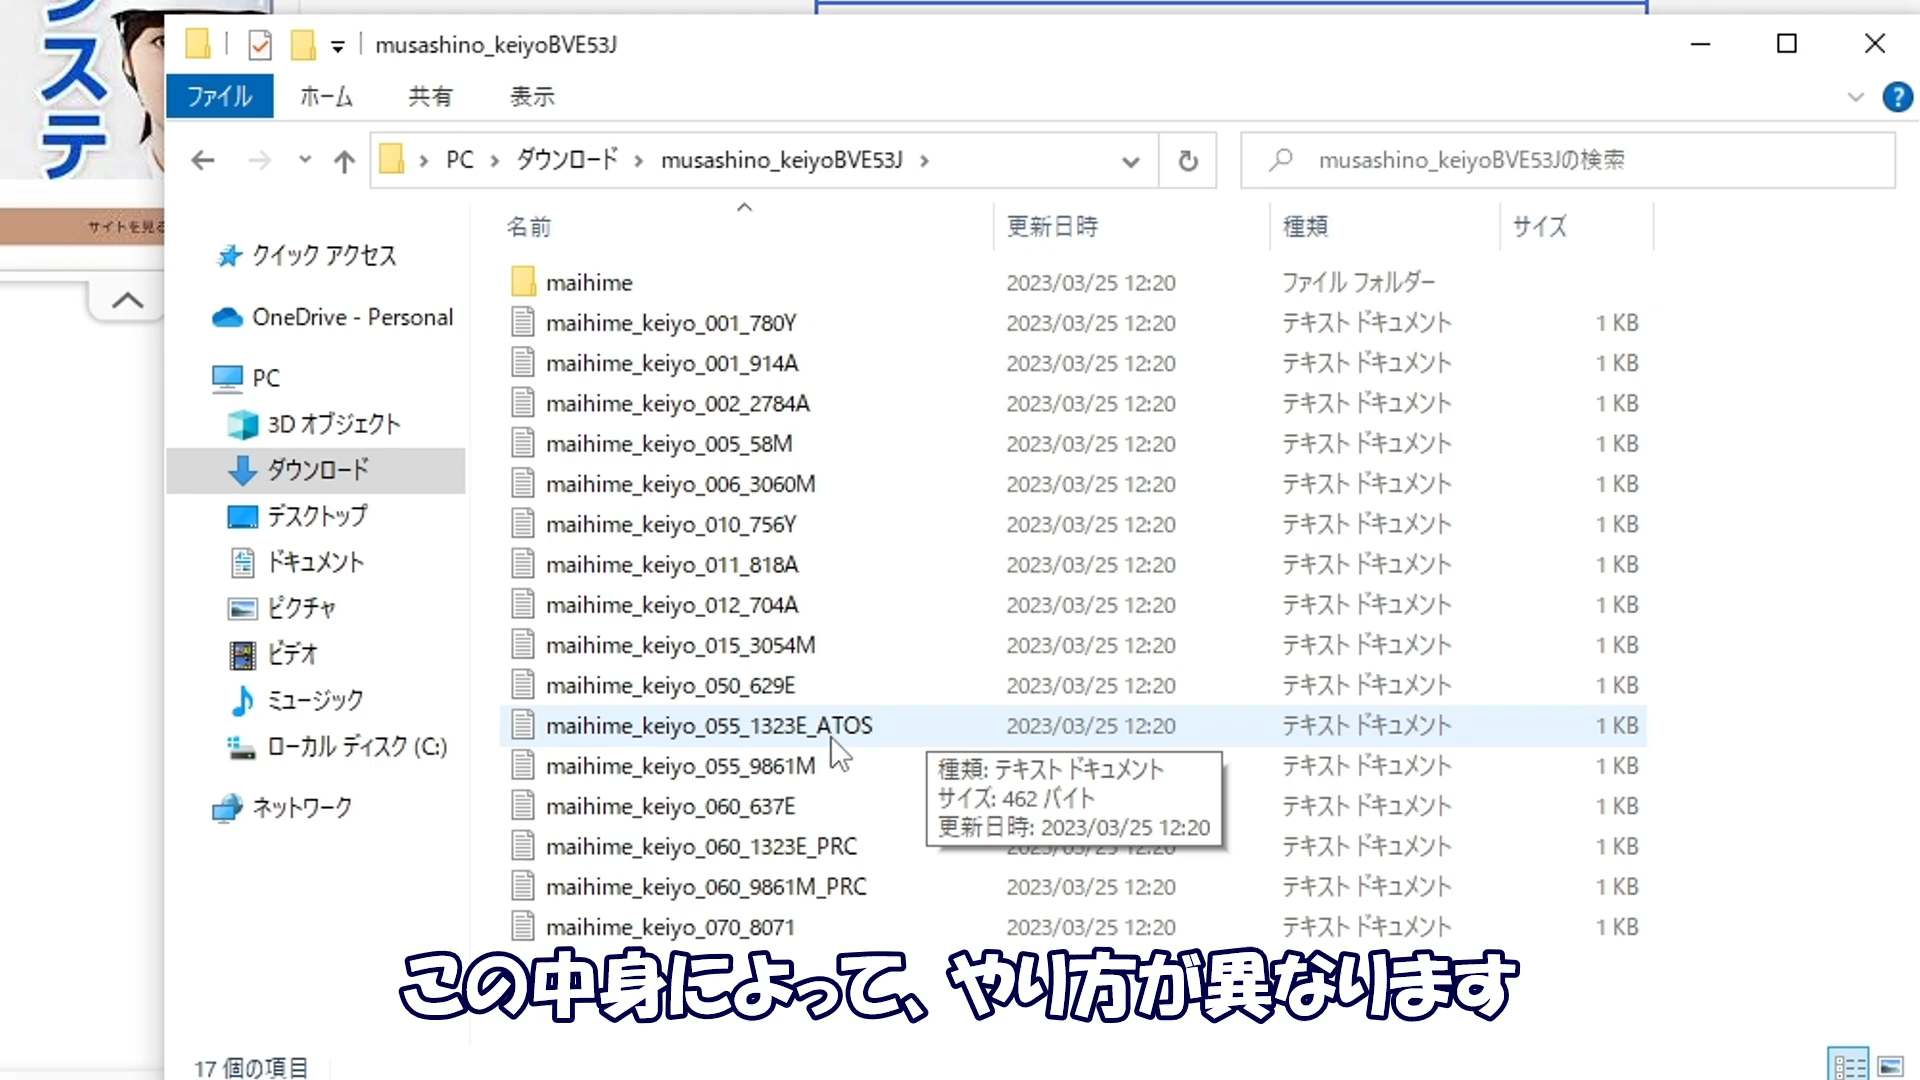 ンステ
サイトを見る
musashino_keiyoBVE53J
ファイル ホーム 共有 表示
PC ダウンロード musashino_keiyoBVE53J
musashino_keiyoBVE53Jの検索
クイック アクセス
OneDrive - Personal
PC
3D オブジェクト
ダウンロード
デスクトップ
ドキュメント
ピクチャ
ビデオ
ミュージック
ローカル ディスク (C:)
ネットワーク
名前 更新日時 種類 サイズ
maihime 2023/03/25 12:20 ファイル フォルダー
maihime_keiyo_001_780Y 2023/03/25 12:20 テキスト ドキュメント 1 KB
maihime_keiyo_001_914A 2023/03/25 12:20 テキスト ドキュメント 1 KB
maihime_keiyo_002_2784A 2023/03/25 12:20 テキスト ドキュメント 1 KB
maihime_keiyo_005_58M 2023/03/25 12:20 テキスト ドキュメント 1 KB
maihime_keiyo_006_3060M 2023/03/25 12:20 テキスト ドキュメント 1 KB
maihime_keiyo_010_756Y 2023/03/25 12:20 テキスト ドキュメント 1 KB
maihime_keiyo_011_818A 2023/03/25 12:20 テキスト ドキュメント 1 KB
maihime_keiyo_012_704A 2023/03/25 12:20 テキスト ドキュメント 1 KB
maihime_keiyo_015_3054M 2023/03/25 12:20 テキスト ドキュメント 1 KB
maihime_keiyo_050_629E 2023/03/25 12:20 テキスト ドキュメント 1 KB
maihime_keiyo_055_1323E_ATOS 2023/03/25 12:20 テキスト ドキュメント 1 KB
maihime_keiyo_055_9861M テキスト ドキュメント 1 KB
maihime_keiyo_060_637E テキスト ドキュメント 1 KB
maihime_keiyo_060_1323E_PRC 2023/03/25 12:20 テキスト ドキュメント 1 KB
maihime_keiyo_060_9861M_PRC 2023/03/25 12:20 テキスト ドキュメント 1 KB
maihime_keiyo_070_8071 2023/03/25 12:20 テキスト ドキュメント 1 KB
種類: テキスト ドキュメント
サイズ: 462 バイト
更新日時: 2023/03/25 12:20
この中身によって、やり方が異なります
17 個の項目